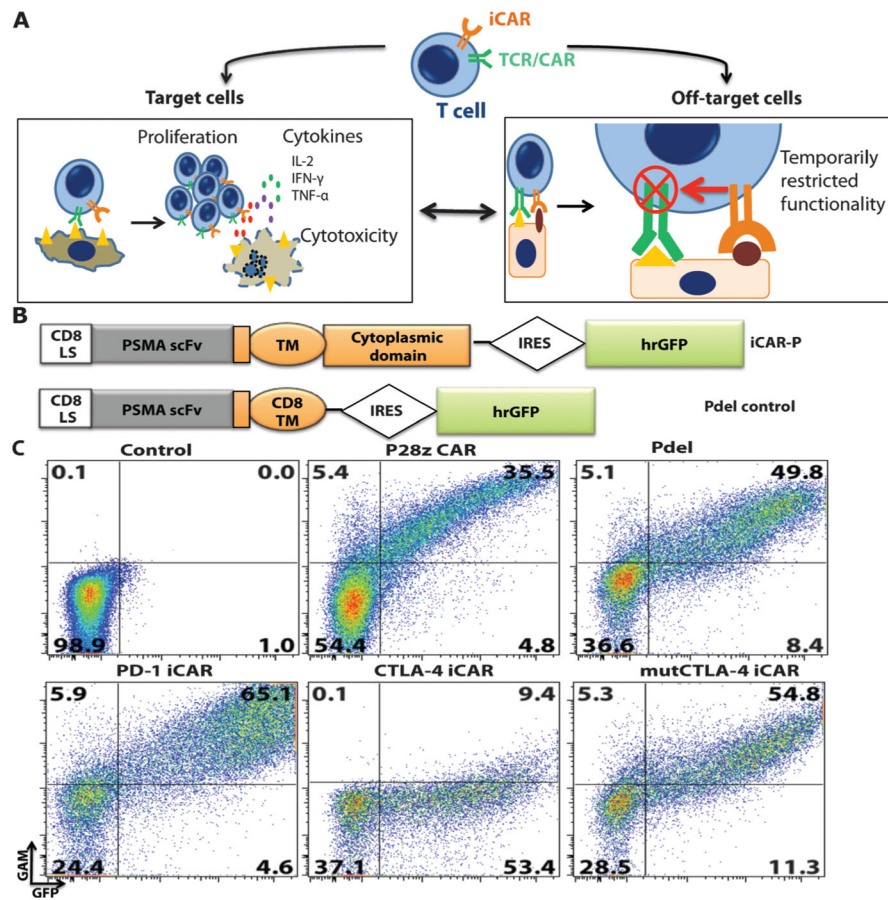 A
iCAR
TCR/CAR
T cell
Target cells
Off-target cells
Proliferation
Cytokines
IL-2
IFN-γ
TNF-α
Cytotoxicity
Temporarily
restricted
functionality
B
CD8
LS
PSMA scFv
TM
Cytoplasmic
domain
IRES
hrGFP
iCAR-P
CD8
LS
PSMA scFv
CD8
TM
IRES
hrGFP
Pdel control
C
Control
P28z CAR
Pdel
0.1
0.0
5.4
35.5
5.1
49.8
98.9
1.0
54.4
4.8
36.6
8.4
PD-1 iCAR
CTLA-4 iCAR
mutCTLA-4 iCAR
5.9
65.1
0.1
9.4
5.3
54.8
24.4
4.6
37.1
53.4
28.5
11.3
GAM
GFP